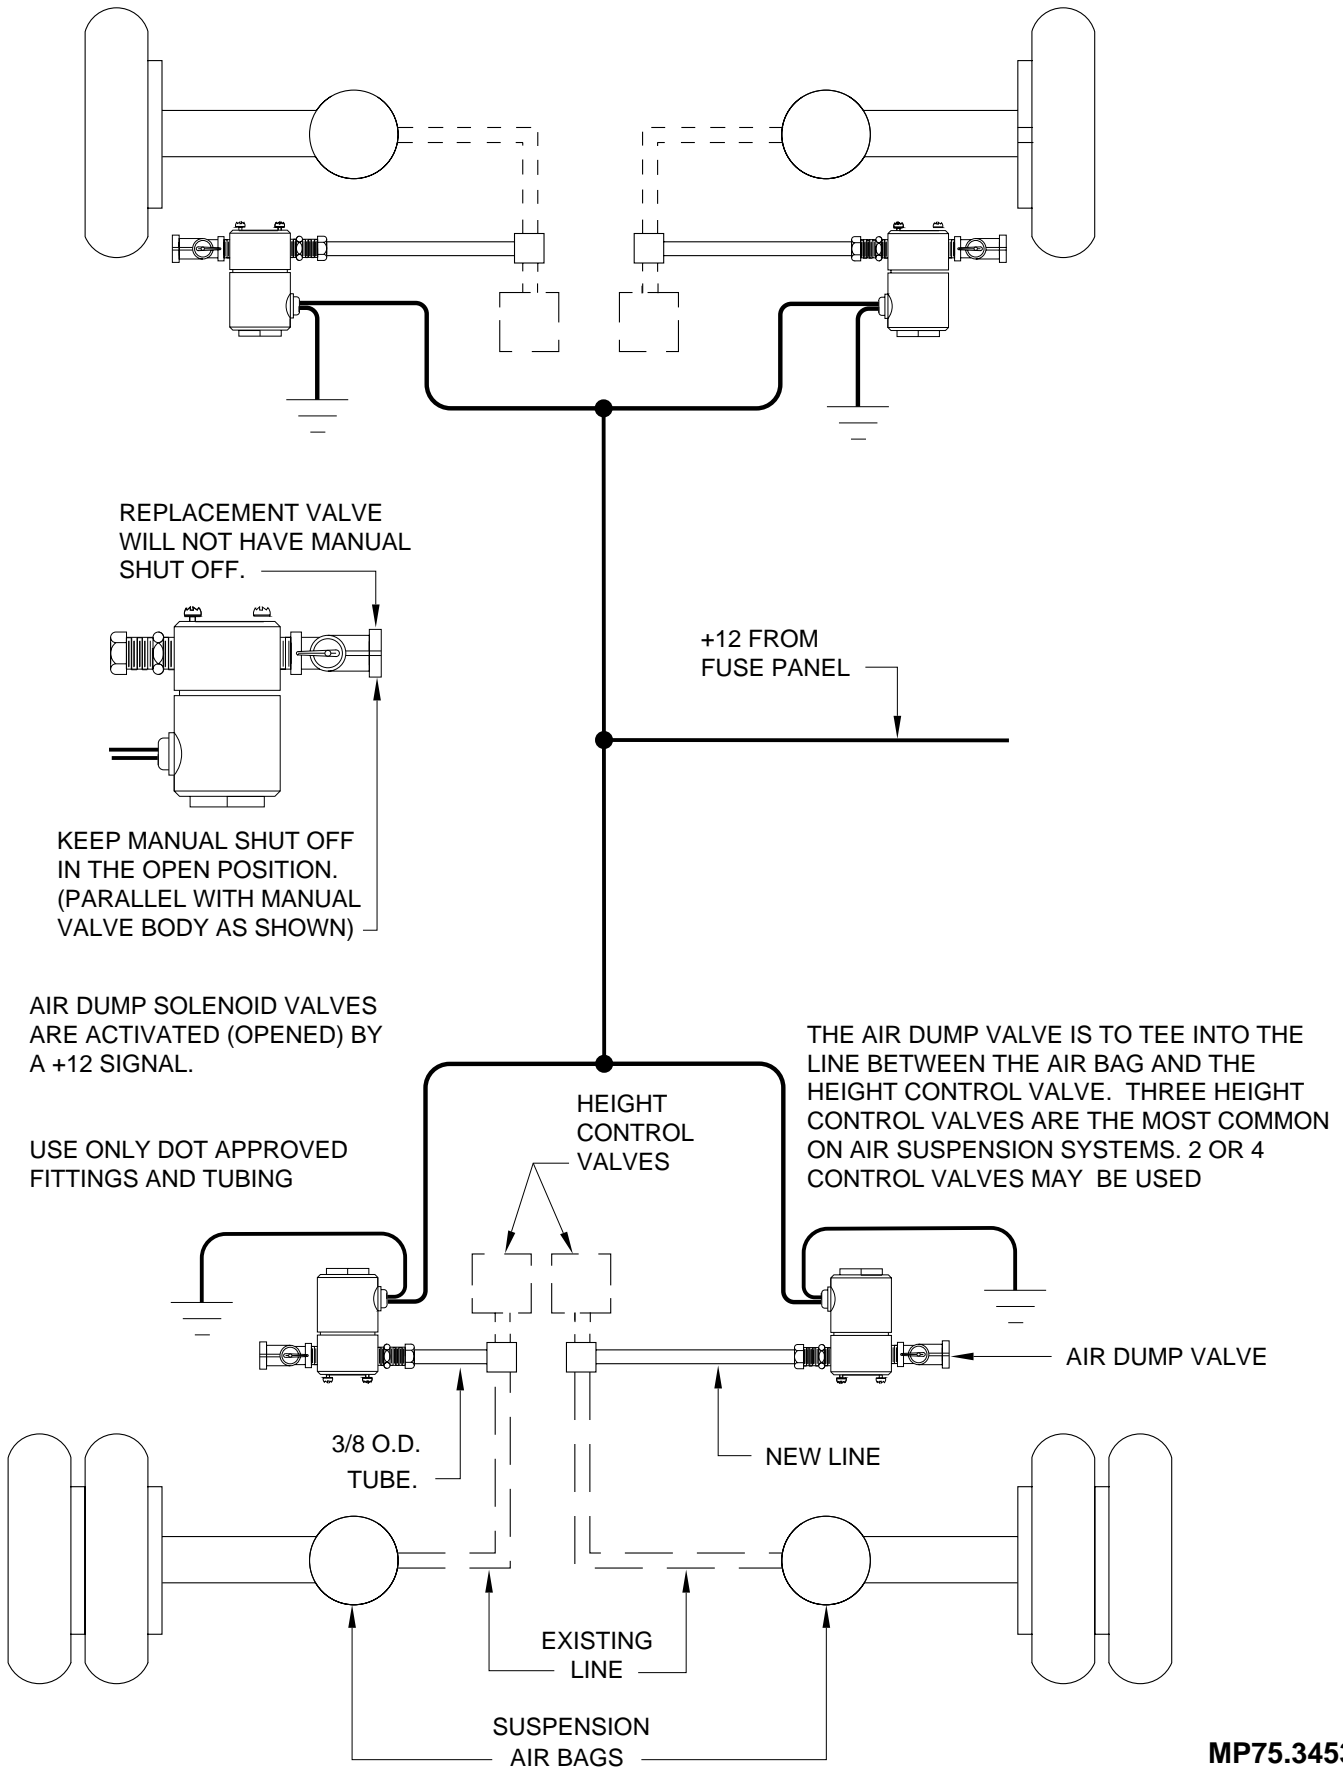 REPLACEMENT VALVE
WILL NOT HAVE MANUAL
SHUT OFF.
+12 FROM
FUSE PANEL
KEEP MANUAL SHUT OFF
IN THE OPEN POSITION.
(PARALLEL WITH MANUAL
VALVE BODY AS SHOWN)
AIR DUMP SOLENOID VALVES
ARE ACTIVATED (OPENED) BY
A +12 SIGNAL.
USE ONLY DOT APPROVED
FITTINGS AND TUBING
HEIGHT
CONTROL
VALVES
THE AIR DUMP VALVE IS TO TEE INTO THE
LINE BETWEEN THE AIR BAG AND THE
HEIGHT CONTROL VALVE.  THREE HEIGHT
CONTROL VALVES ARE THE MOST COMMON
ON AIR SUSPENSION SYSTEMS. 2 OR 4
CONTROL VALVES MAY  BE USED
AIR DUMP VALVE
3/8 O.D.
TUBE.
NEW LINE
EXISTING
LINE
SUSPENSION
AIR BAGS
MP75.3453